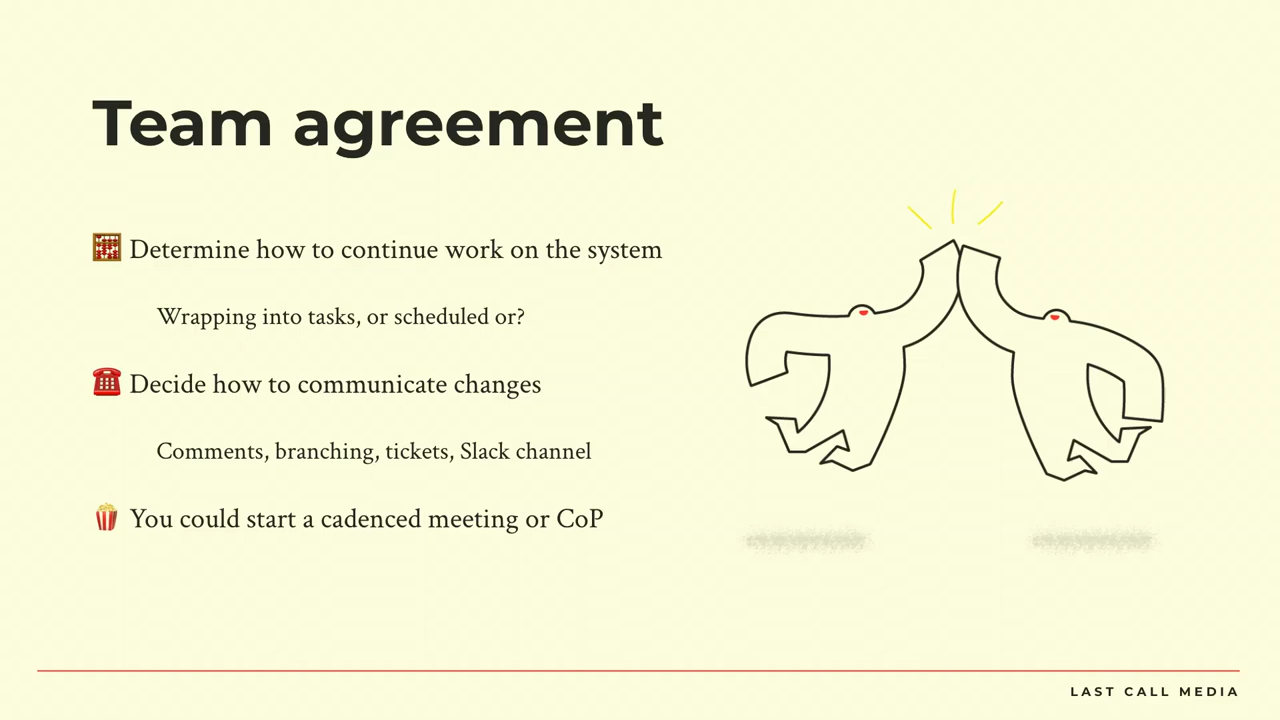 Team agreement
🧮 Determine how to continue work on the system
Wrapping into tasks, or scheduled or?
☎️ Decide how to communicate changes
Comments, branching, tickets, Slack channel
🍿 You could start a cadenced meeting or CoP
LAST CALL MEDIA